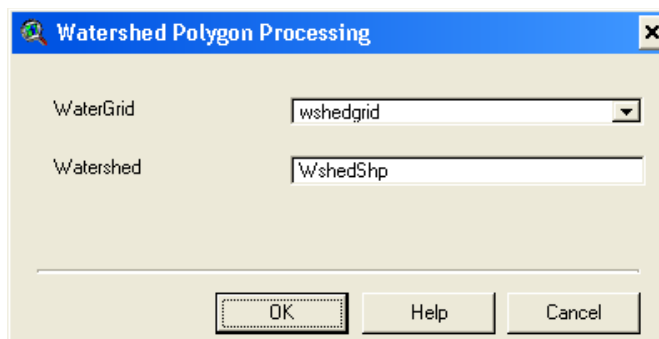 Watershed Polygon Processing
WaterGrid wshedgrid
Watershed WshedShp
OK Help Cancel